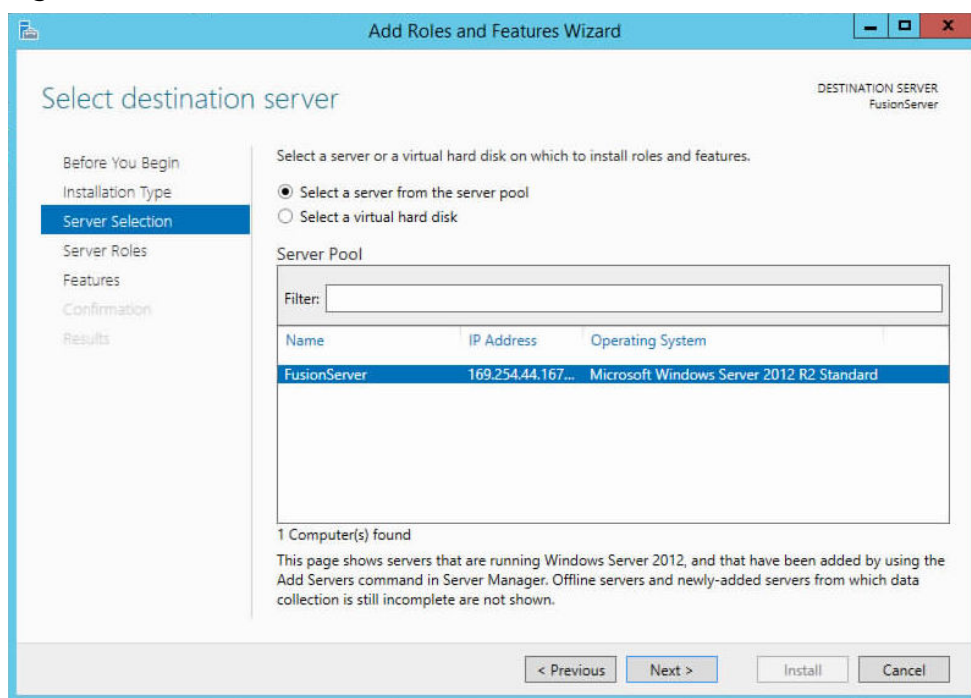 Add Roles and Features Wizard
Select destination server
DESTINATION SERVER
FusionServer
Before You Begin
Installation Type
Server Selection
Server Roles
Features
Confirmation
Results
Select a server or a virtual hard disk on which to install roles and features.
Select a server from the server pool
Select a virtual hard disk
Server Pool
Filter:
Name IP Address Operating System
FusionServer 169.254.44.167... Microsoft Windows Server 2012 R2 Standard
1 Computer(s) found
This page shows servers that are running Windows Server 2012, and that have been added by using the
Add Servers command in Server Manager. Offline servers and newly-added servers from which data
collection is still incomplete are not shown.
< Previous Next > Install Cancel